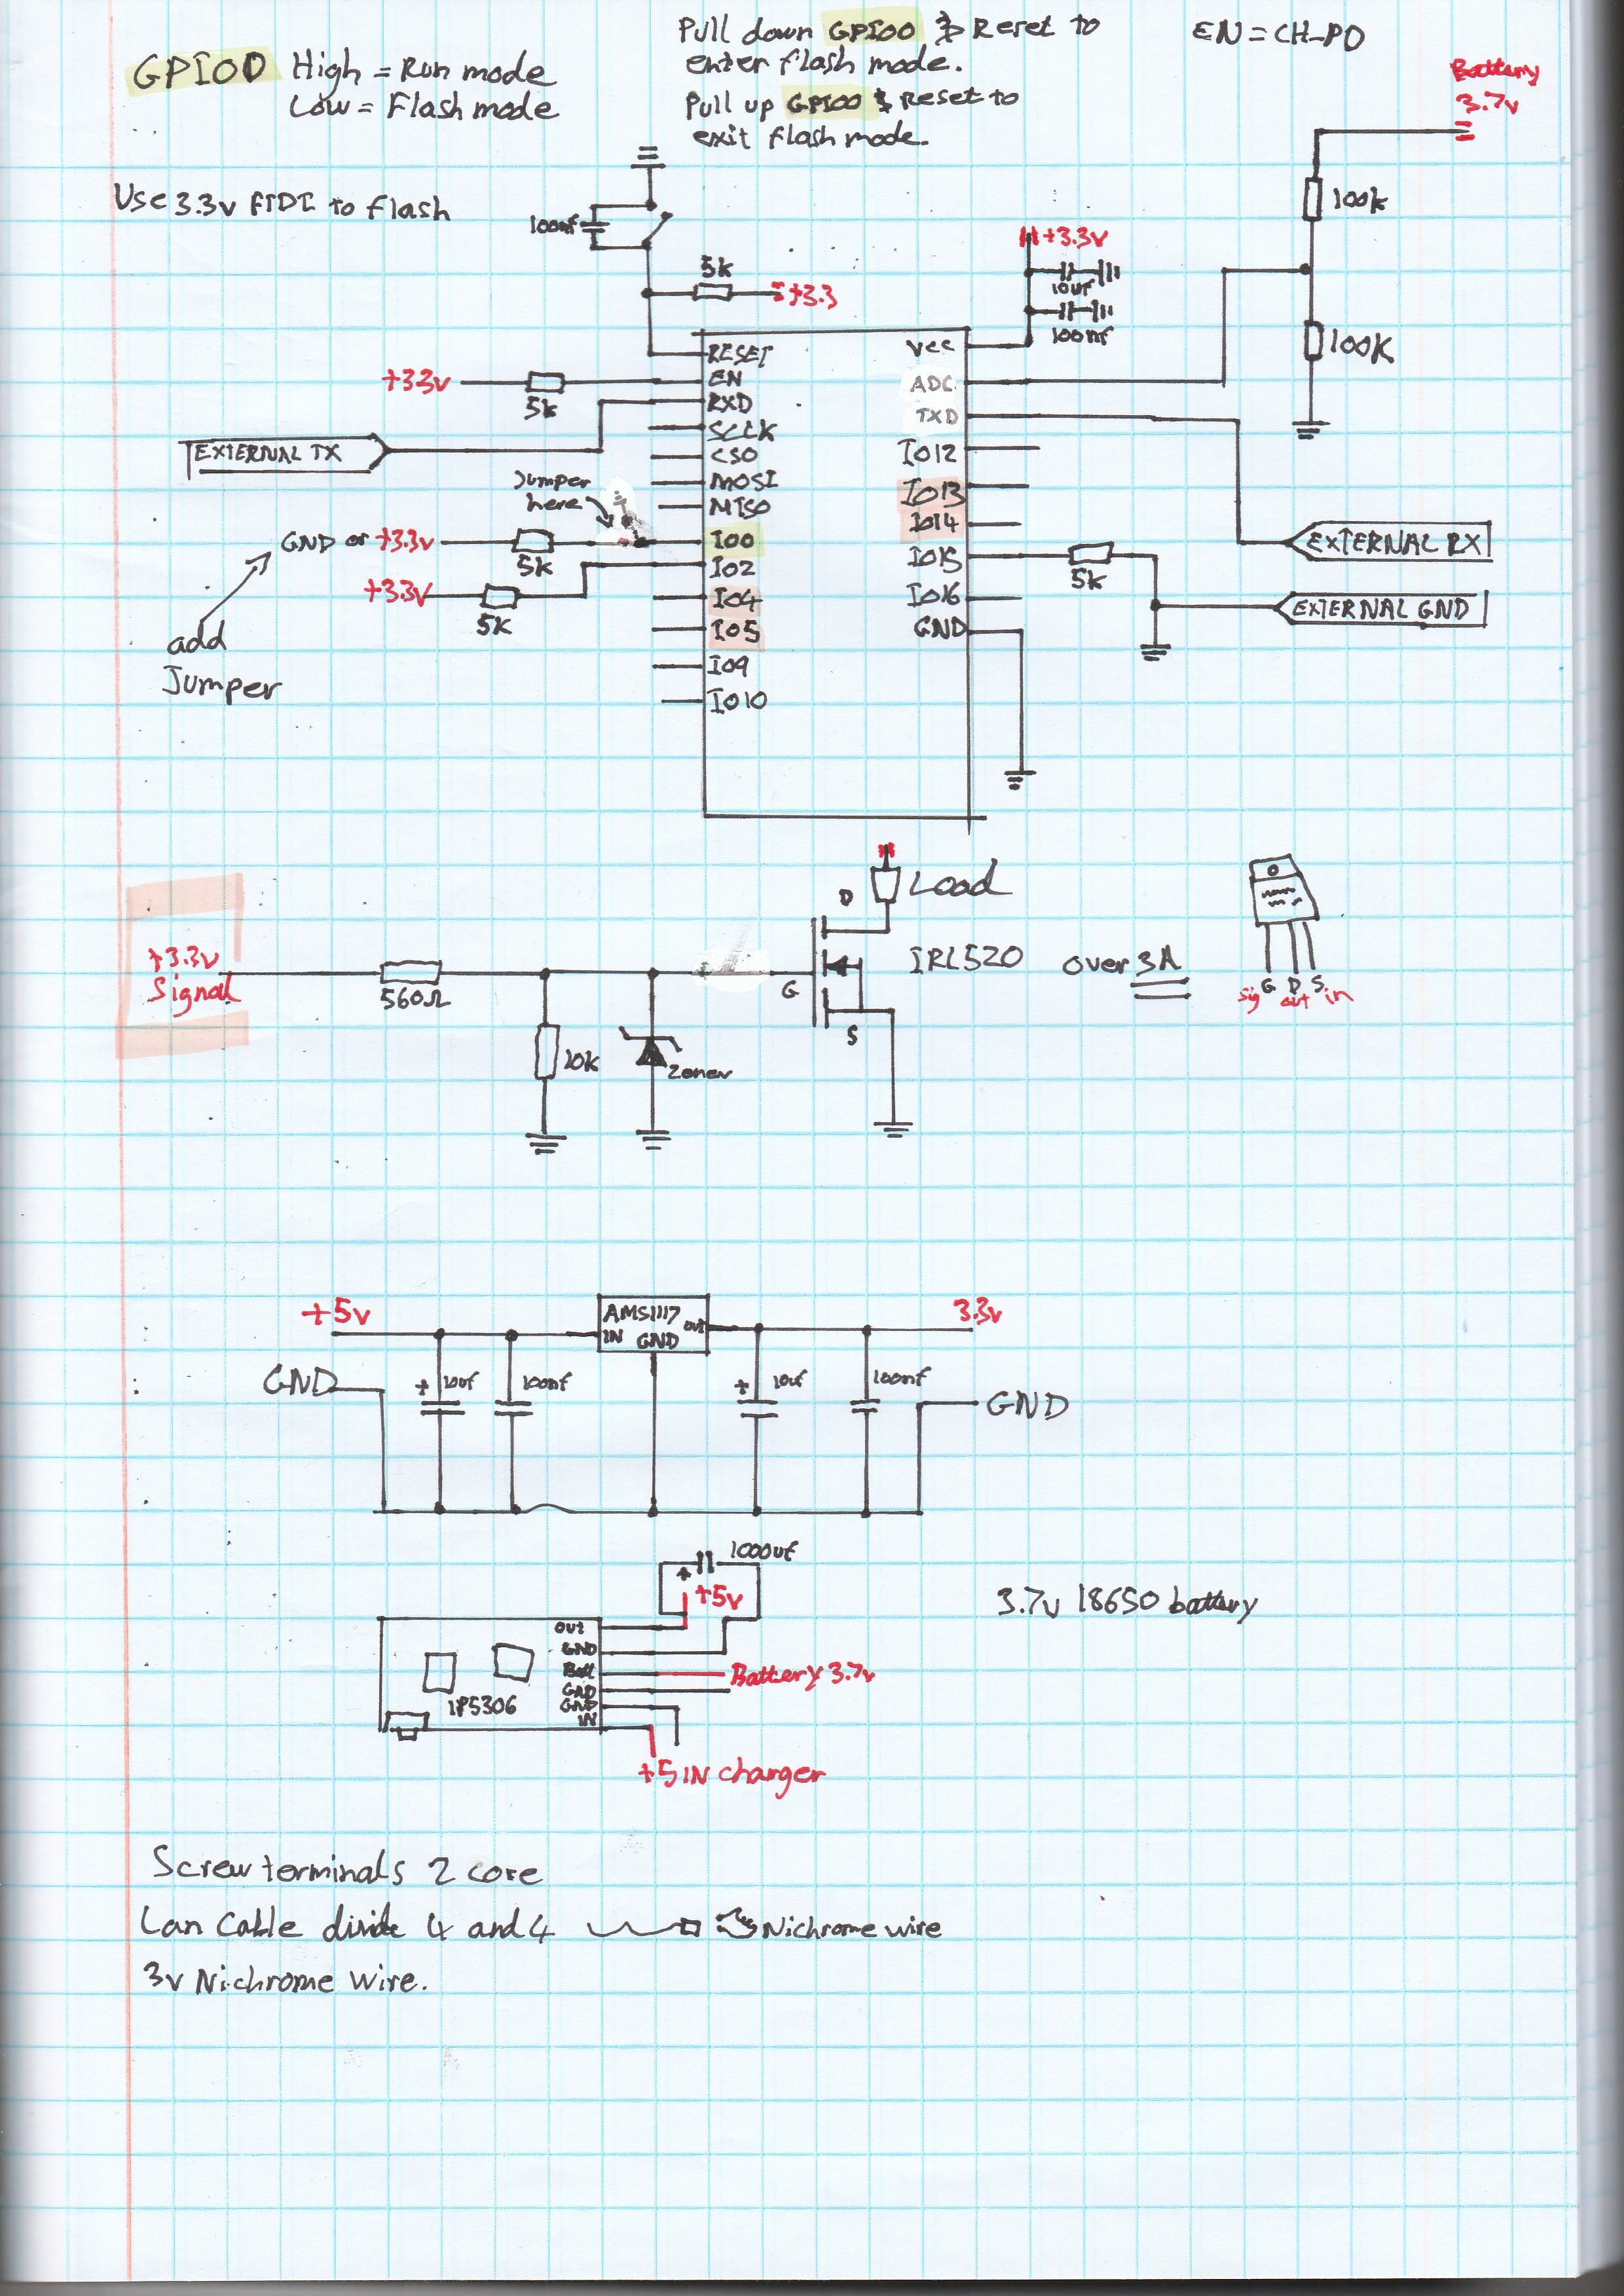 GPIO0 High = Run mode
Low = Flash mode
Pull down GPIO0 & Reset to
enter flash mode.
Pull up GPIO0 & Reset to
exit flash mode.
EN = CH_PD
Battery
3.7v
Use 3.3v FTDI to flash
100nf
5k
+3.3
+3.3v
10uf
100nf
100k
100k
RESET
EN
RXD
SCLK
CSO
MOSI
MISO
IO0
IO2
IO4
IO5
IO9
IO10
VCC
ADC
TXD
IO12
IO13
IO14
IO15
IO16
GND
+33v
5k
EXTERNAL TX
Jumper
here
GND or +3.3v
5k
+3.3v
5k
add
Jumper
5k
EXTERNAL RX
EXTERNAL GND
+3.3v
Signal
560Ω
10k
Zener
D
G
S
Load
IRL520
Over 3A
G D S
sig out in
+5v
GND
10uf
100nf
AMS1117
IN GND out
10uf
100nf
3.3v
GND
1000uf
+
+5v
out
GND
Batt
GND
GND
IN
IP5306
Battery 3.7v
+5 IN charger
3.7v 18650 battery
Screw terminals 2 core
Lan Cable divide 4 and 4
Nichrome wire
3v Nichrome wire.